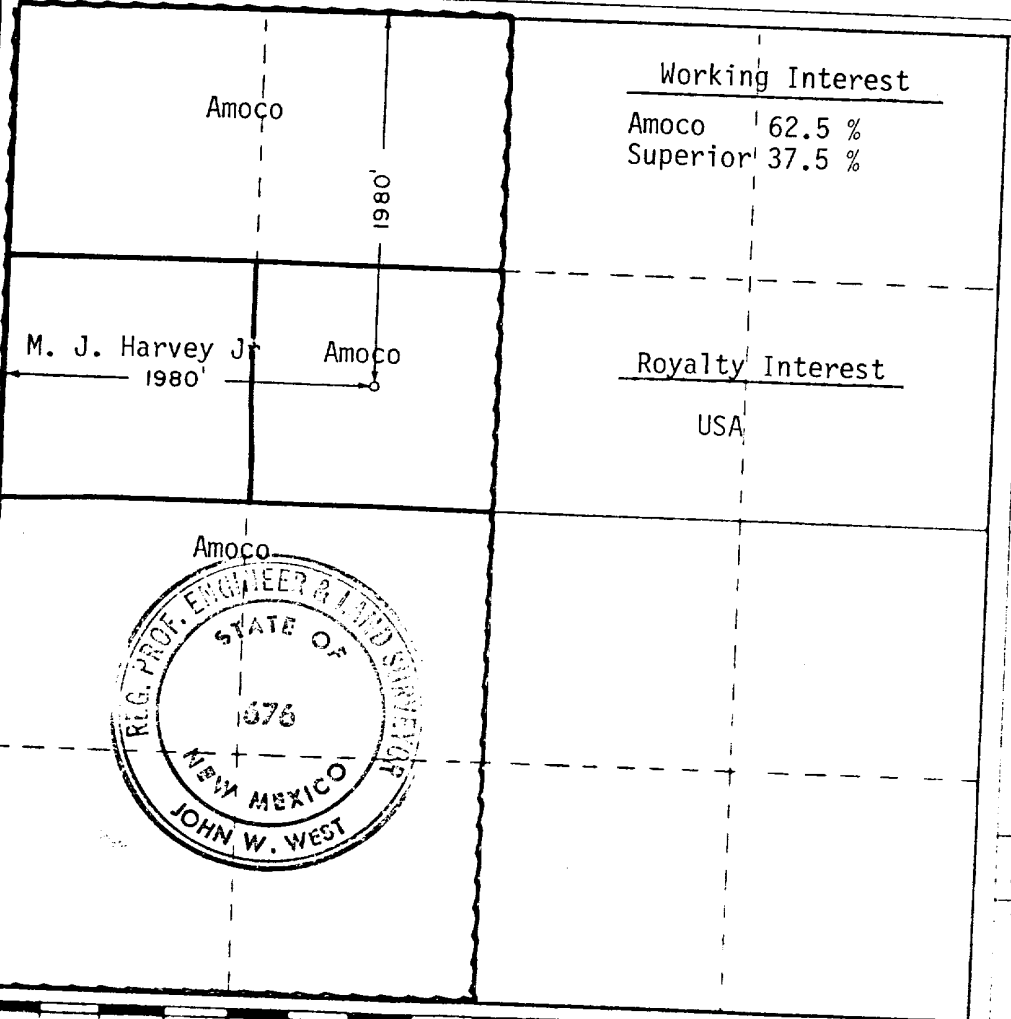 Amoco
1980'
Working Interest
Amoco 62.5 %
Superior 37.5 %
M. J. Harvey Jr
Amoco
1980'
Royalty Interest
USA
Amoco
REG. PROF. ENGINEER & LAND SURVEYOR
STATE OF
676
NEW MEXICO
JOHN W. WEST